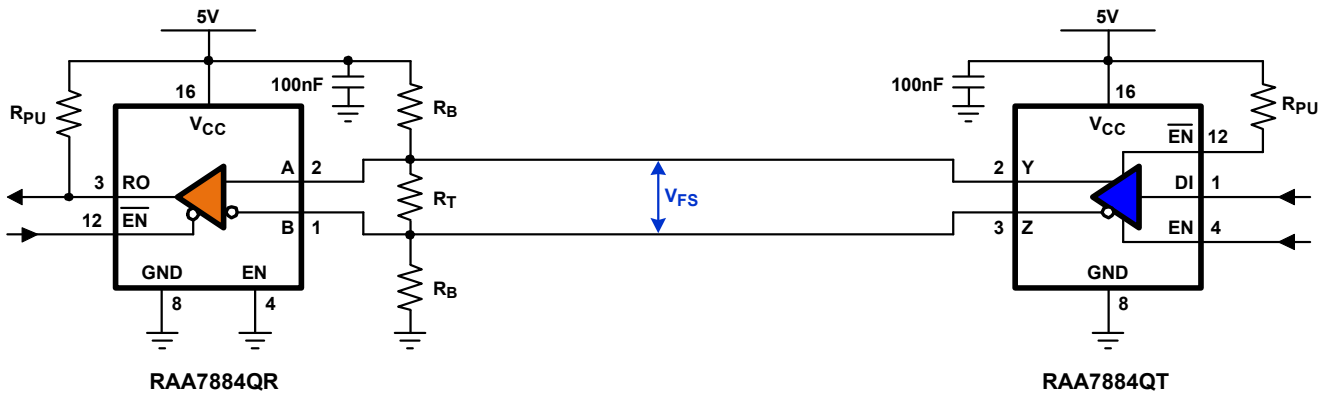 5V
5V
100nF
100nF
RPU
16
RB
16
RPU
VCC
VCC
EN
12
A
2
2
Y
3
RO
RT
VFS
DI
1
12
EN
B
1
3
Z
EN
4
GND
EN
RB
GND
8
4
8
RAA7884QR
RAA7884QT